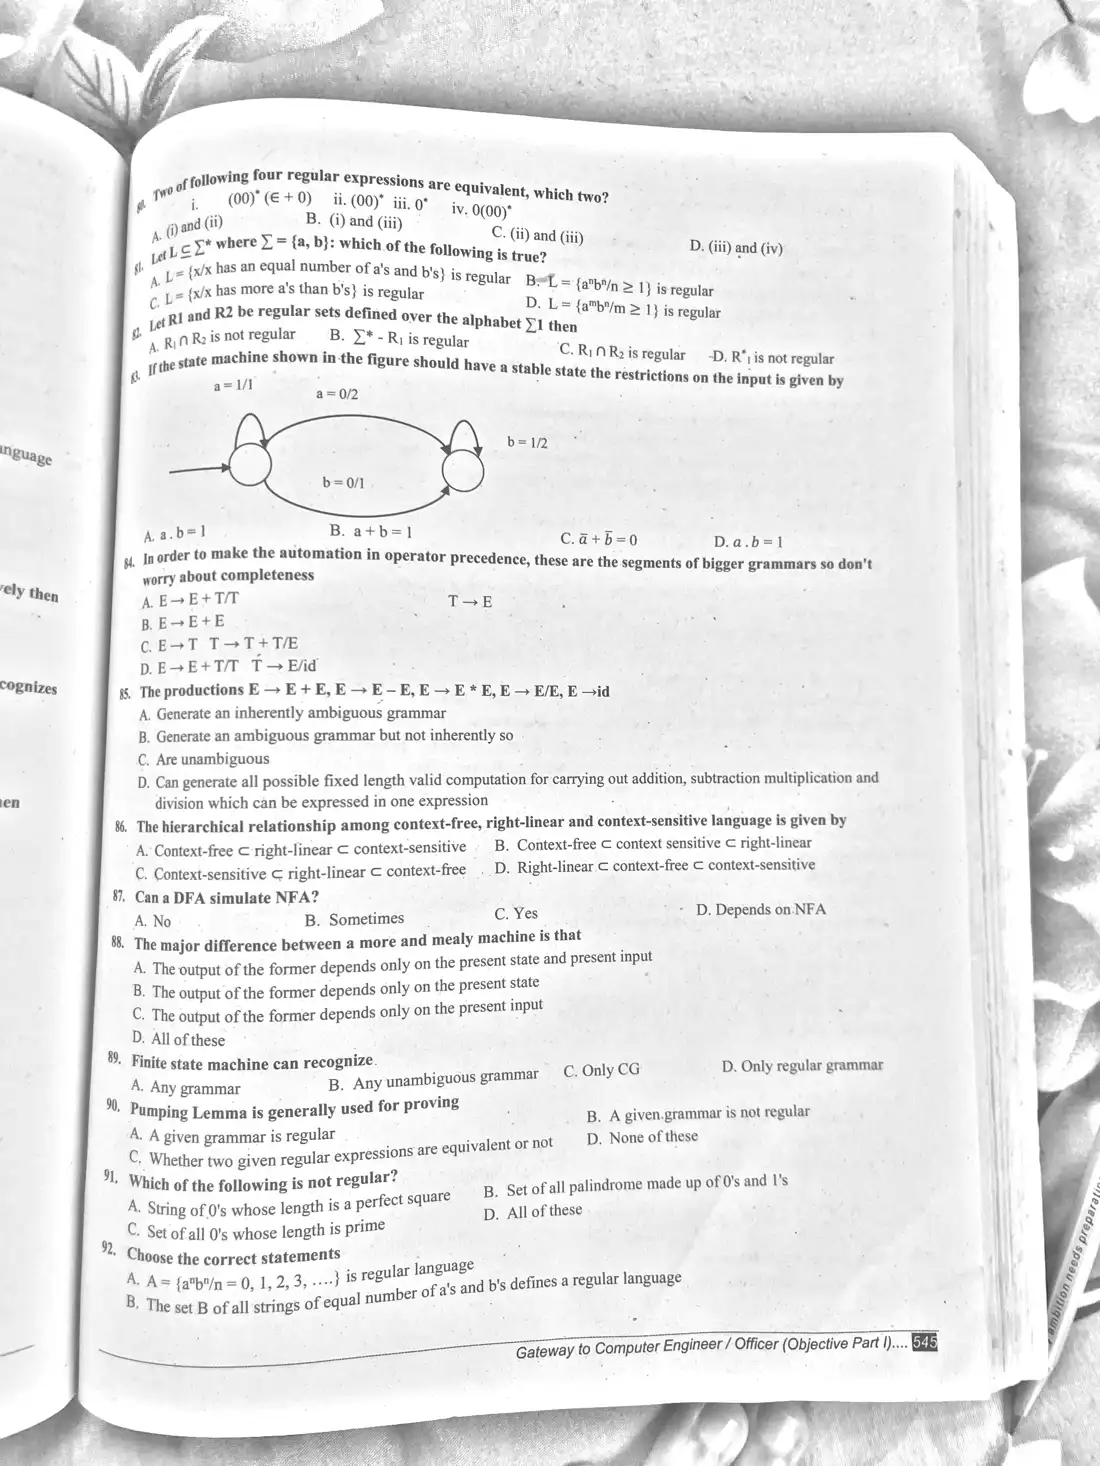 80. Two of following four regular expressions are equivalent, which two?
i. (00)* (∈ + 0) ii. (00)* iii. 0* iv. 0(00)*
A. (i) and (ii) B. (i) and (iii) C. (ii) and (iii) D. (iii) and (iv)
81. Let L ⊆ Σ* where Σ = {a, b}: which of the following is true?
A. L = {x/x has an equal number of a's and b's} is regular B. L = {aⁿbⁿ/n ≥ 1} is regular
C. L = {x/x has more a's than b's} is regular D. L = {aᵐbⁿ/m ≥ 1} is regular
82. Let R1 and R2 be regular sets defined over the alphabet Σ1 then
A. R₁ ∩ R₂ is not regular B. Σ* - R₁ is regular C. R₁ ∩ R₂ is regular D. R*₁ is not regular
83. If the state machine shown in the figure should have a stable state the restrictions on the input is given by
a = 1/1
a = 0/2
b = 1/2
b = 0/1
A. a . b = 1 B. a + b = 1 C. a̅ + b̅ = 0 D. a . b = 1
84. In order to make the automation in operator precedence, these are the segments of bigger grammars so don't
worry about completeness
A. E → E + T/T T → E
B. E → E + E
C. E → T T → T + T/E
D. E → E + T/T T → E/id
85. The productions E → E + E, E → E – E, E → E * E, E → E/E, E →id
A. Generate an inherently ambiguous grammar
B. Generate an ambiguous grammar but not inherently so
C. Are unambiguous
D. Can generate all possible fixed length valid computation for carrying out addition, subtraction multiplication and
division which can be expressed in one expression
86. The hierarchical relationship among context-free, right-linear and context-sensitive language is given by
A. Context-free ⊂ right-linear ⊂ context-sensitive B. Context-free ⊂ context sensitive ⊂ right-linear
C. Context-sensitive ⊂ right-linear ⊂ context-free D. Right-linear ⊂ context-free ⊂ context-sensitive
87. Can a DFA simulate NFA?
A. No B. Sometimes C. Yes D. Depends on NFA
88. The major difference between a more and mealy machine is that
A. The output of the former depends only on the present state and present input
B. The output of the former depends only on the present state
C. The output of the former depends only on the present input
D. All of these
89. Finite state machine can recognize
A. Any grammar B. Any unambiguous grammar C. Only CG D. Only regular grammar
90. Pumping Lemma is generally used for proving
A. A given grammar is regular B. A given grammar is not regular
C. Whether two given regular expressions are equivalent or not D. None of these
91. Which of the following is not regular?
A. String of 0's whose length is a perfect square B. Set of all palindrome made up of 0's and 1's
C. Set of all 0's whose length is prime D. All of these
92. Choose the correct statements
A. A = {aⁿbⁿ/n = 0, 1, 2, 3, ....} is regular language
B. The set B of all strings of equal number of a's and b's defines a regular language
Gateway to Computer Engineer / Officer (Objective Part I).... 545
then
cognizes
ambition needs